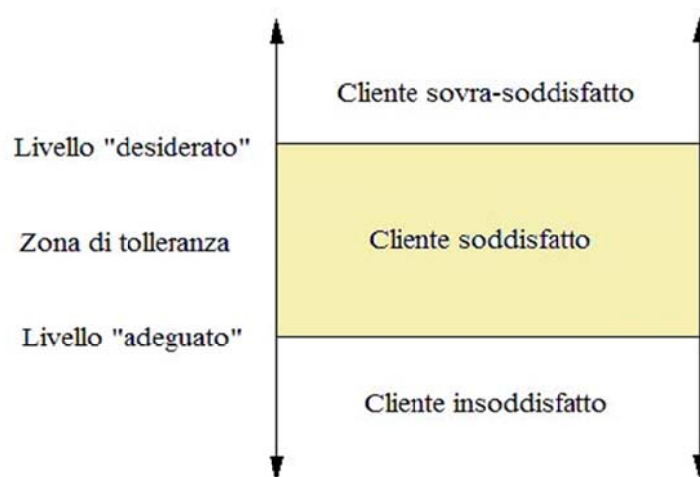 Cliente sovra-soddisfatto
Livello "desiderato"
Zona di tolleranza
Cliente soddisfatto
Livello "adeguato"
Cliente insoddisfatto